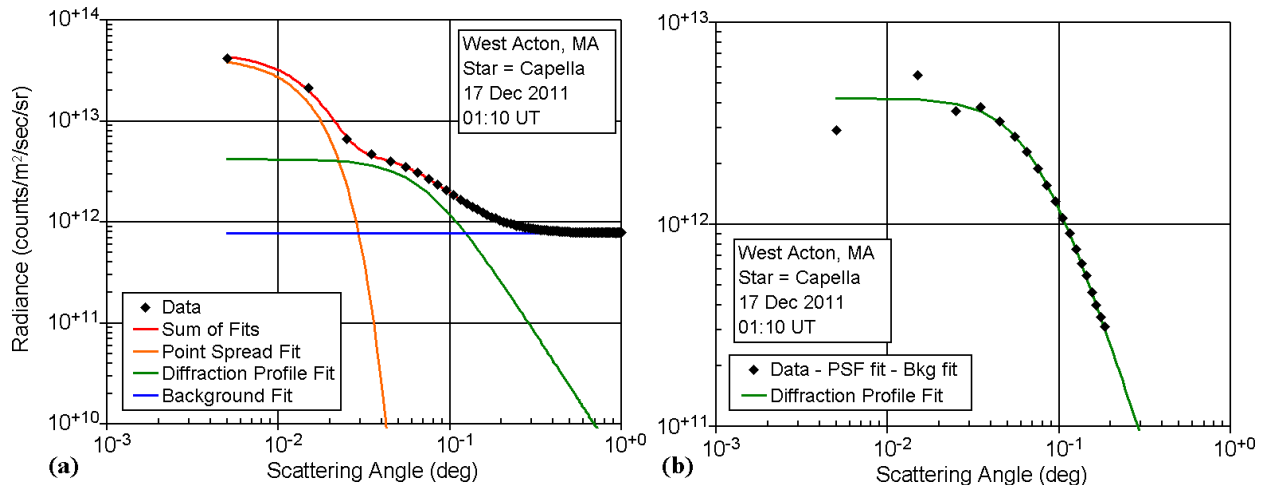 10+14
10+13
10+12
10+11
10+10
Radiance (counts/m²/sec/sr)
West Acton, MA
Star = Capella
17 Dec 2011
01:10 UT
Data
Sum of Fits
Point Spread Fit
Diffraction Profile Fit
Background Fit
10-3
10-2
10-1
10+0
(a)
Scattering Angle (deg)
10+13
10+12
10+11
West Acton, MA
Star = Capella
17 Dec 2011
01:10 UT
Data - PSF fit - Bkg fit
Diffraction Profile Fit
10-3
10-2
10-1
10+0
(b)
Scattering Angle (deg)